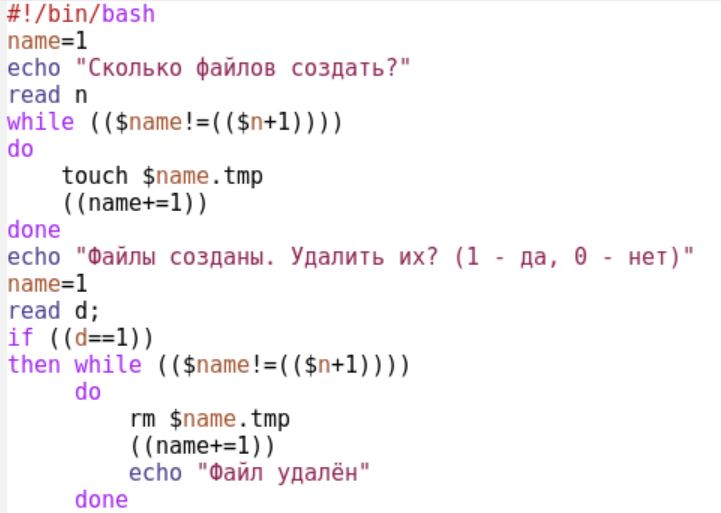 #!/bin/bash
name=1
echo "Сколько файлов создать?"
read n
while (($name!=(($n+1))))
do
    touch $name.tmp
    ((name+=1))
done
echo "Файлы созданы. Удалить их? (1 - да, 0 - нет)"
name=1
read d;
if ((d==1))
then while (($name!=(($n+1))))
     do
         rm $name.tmp
         ((name+=1))
         echo "Файл удалён"
     done